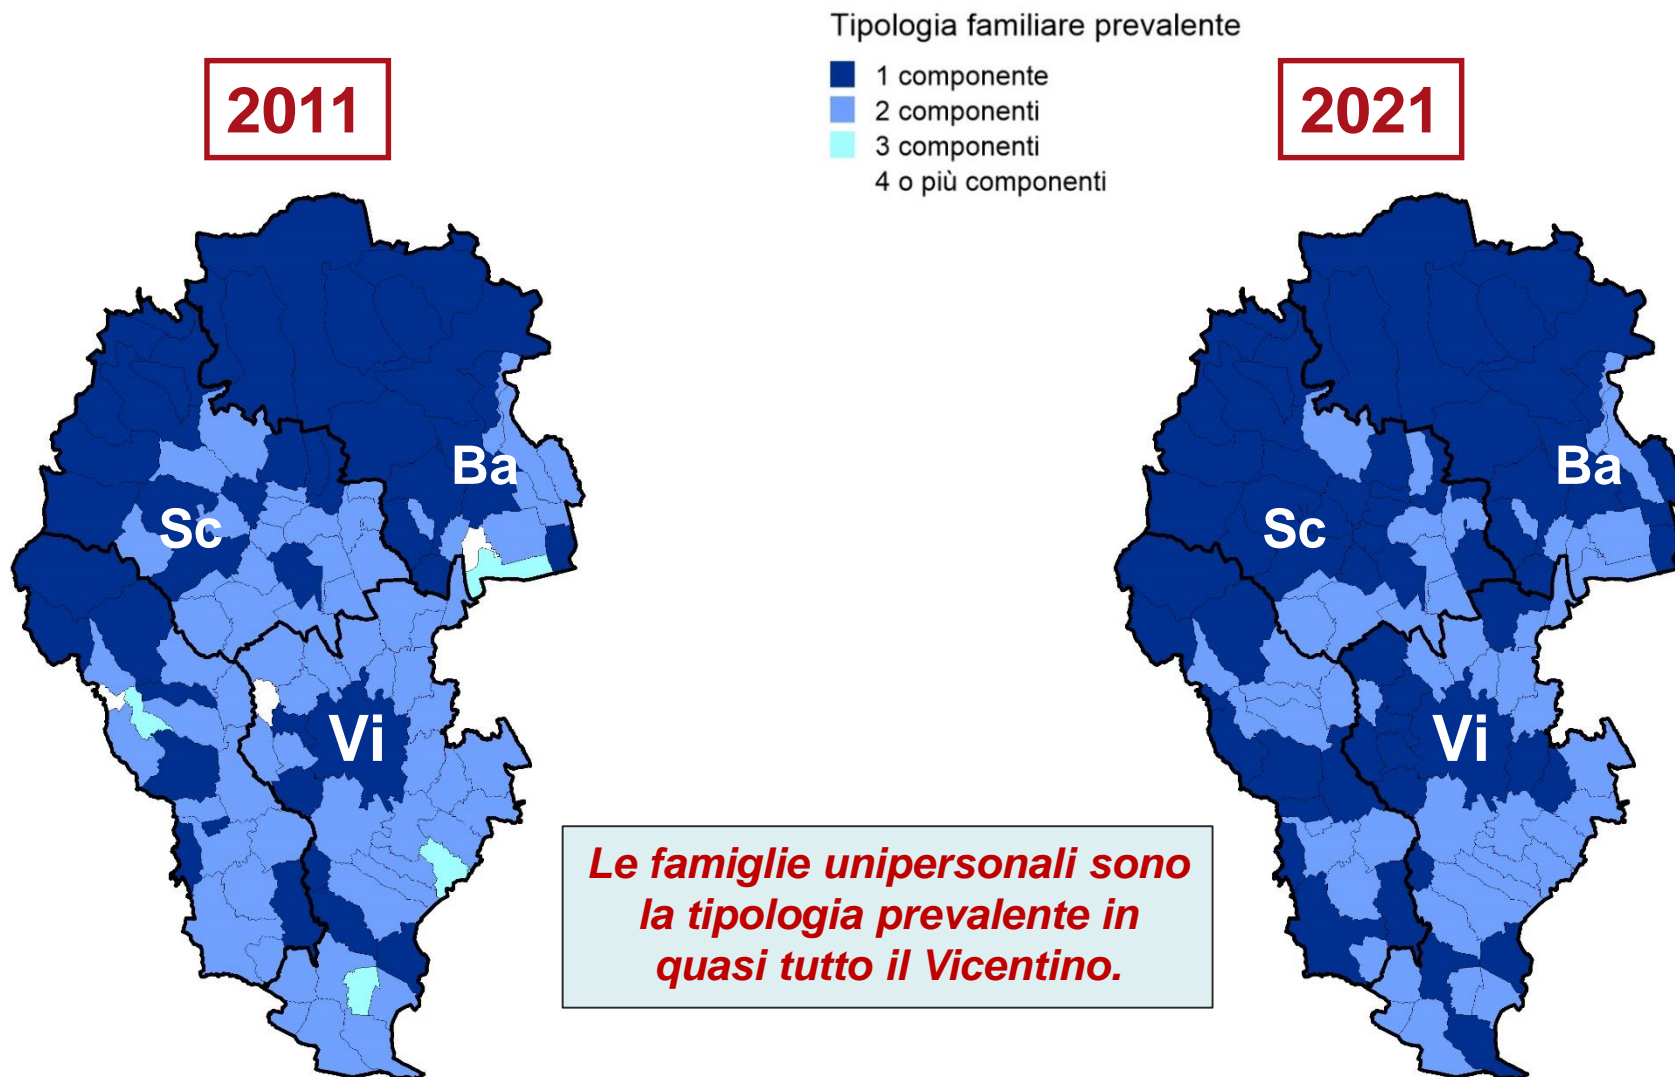 Tipologia familiare prevalente
1 componente
2 componenti
3 componenti
4 o più componenti
2011
2021
Ba
Sc
Vi
Ba
Sc
Vi
Le famiglie unipersonali sono
la tipologia prevalente in
quasi tutto il Vicentino.